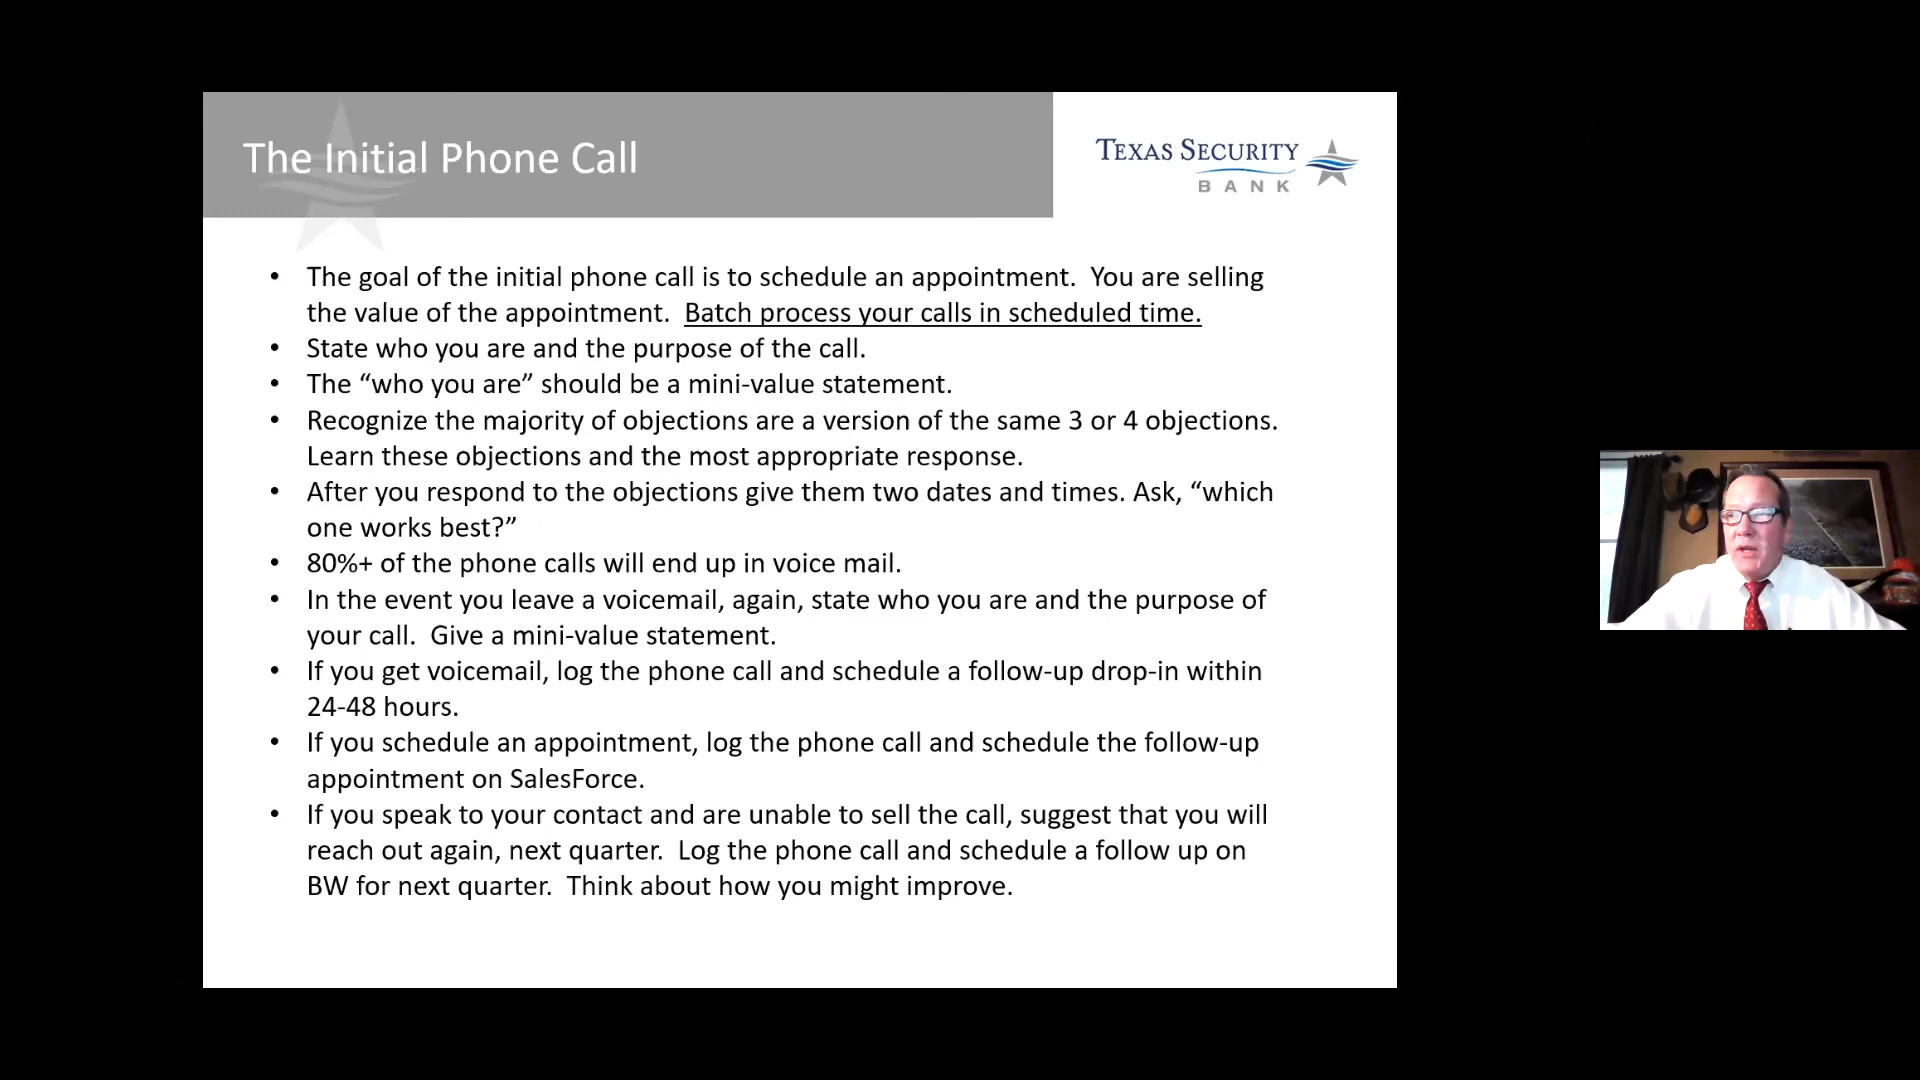 The Initial Phone Call
TEXAS SECURITY
BANK
• The goal of the initial phone call is to schedule an appointment.  You are selling
the value of the appointment.  Batch process your calls in scheduled time.
• State who you are and the purpose of the call.
• The “who you are” should be a mini-value statement.
• Recognize the majority of objections are a version of the same 3 or 4 objections.
Learn these objections and the most appropriate response.
• After you respond to the objections give them two dates and times. Ask, “which
one works best?”
• 80%+ of the phone calls will end up in voice mail.
• In the event you leave a voicemail, again, state who you are and the purpose of
your call.  Give a mini-value statement.
• If you get voicemail, log the phone call and schedule a follow-up drop-in within
24-48 hours.
• If you schedule an appointment, log the phone call and schedule the follow-up
appointment on SalesForce.
• If you speak to your contact and are unable to sell the call, suggest that you will
reach out again, next quarter.  Log the phone call and schedule a follow up on
BW for next quarter.  Think about how you might improve.